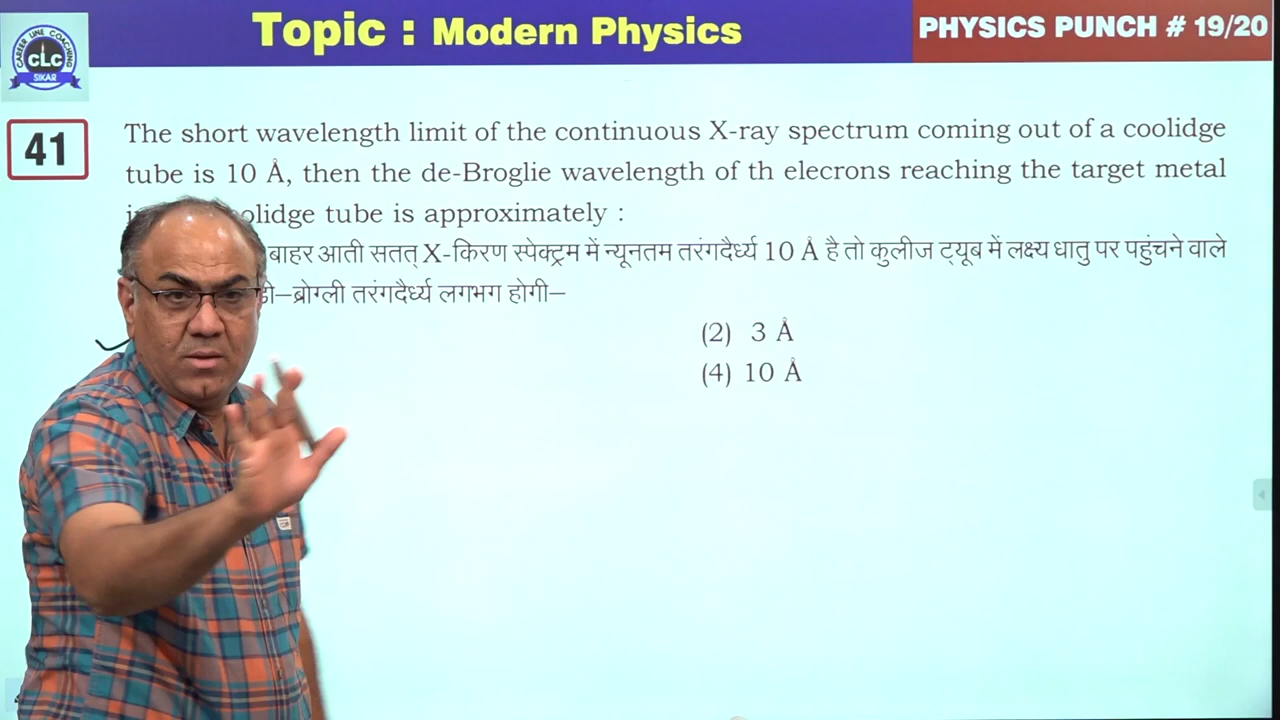 Topic : Modern Physics
PHYSICS PUNCH # 19/20
CAREER LINE COACHING
CLC
SIKAR
41
The short wavelength limit of the continuous X-ray spectrum coming out of a coolidge
tube is 10 Å, then the de-Broglie wavelength of th elecrons reaching the target metal
olidge tube is approximately :
बाहर आती सतत् X-किरण स्पेक्ट्रम में न्यूनतम तरंगदैर्ध्य 10 Å है तो कुलीज ट्यूब में लक्ष्य धातु पर पहुंचने वाले
–ब्रोग्ली तरंगदैर्ध्य लगभग होगी–
(2) 3 Å
(4) 10 Å